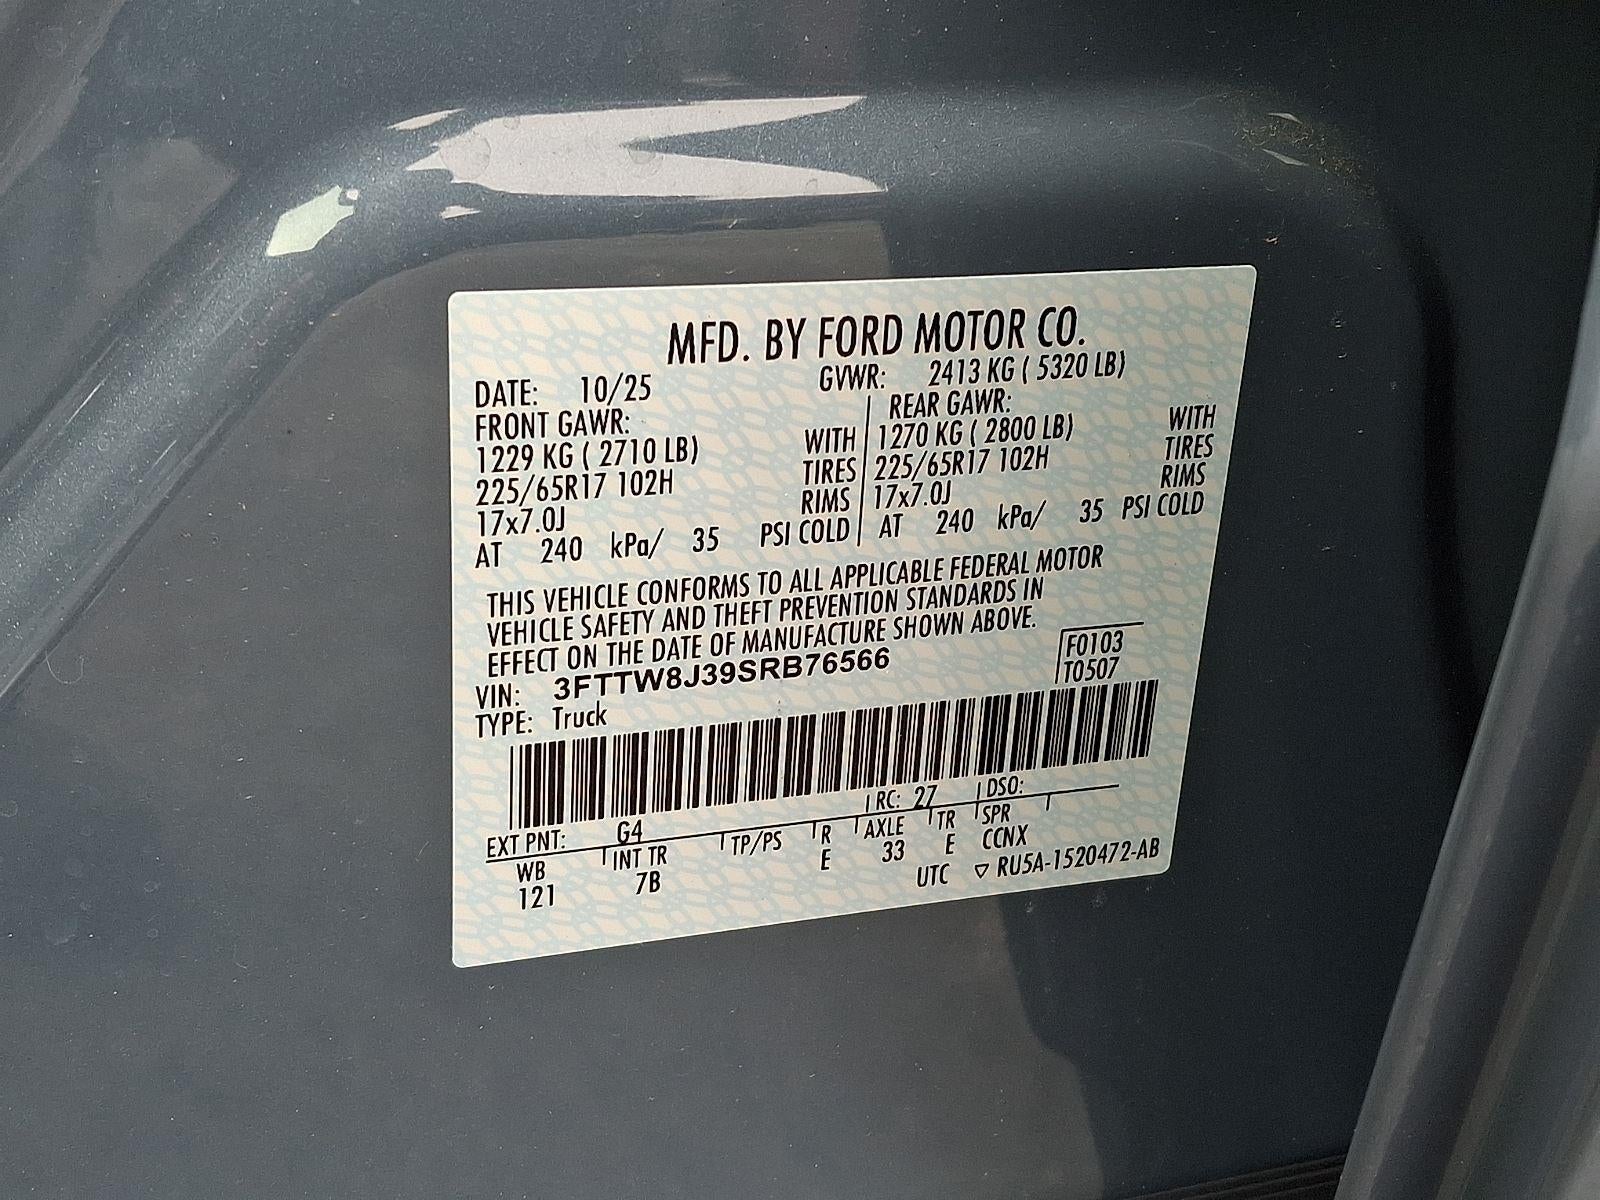 MFD. BY FORD MOTOR CO.
DATE: 10/25 GVWR: 2413 KG ( 5320 LB)
FRONT GAWR: REAR GAWR:
1229 KG ( 2710 LB) WITH 1270 KG ( 2800 LB) WITH
225/65R17 102H TIRES 225/65R17 102H TIRES
17x7.0J RIMS 17x7.0J RIMS
AT 240 kPa/ 35 PSI COLD AT 240 kPa/ 35 PSI COLD
THIS VEHICLE CONFORMS TO ALL APPLICABLE FEDERAL MOTOR
VEHICLE SAFETY AND THEFT PREVENTION STANDARDS IN
EFFECT ON THE DATE OF MANUFACTURE SHOWN ABOVE.
VIN: 3FTTW8J39SRB76566 F0103
TYPE: Truck T0507
EXT PNT: G4 RC: 27 DSO:
WB INT TR TP/PS R AXLE TR SPR
121 7B E 33 E CCNX
UTC ▽ RU5A-1520472-AB